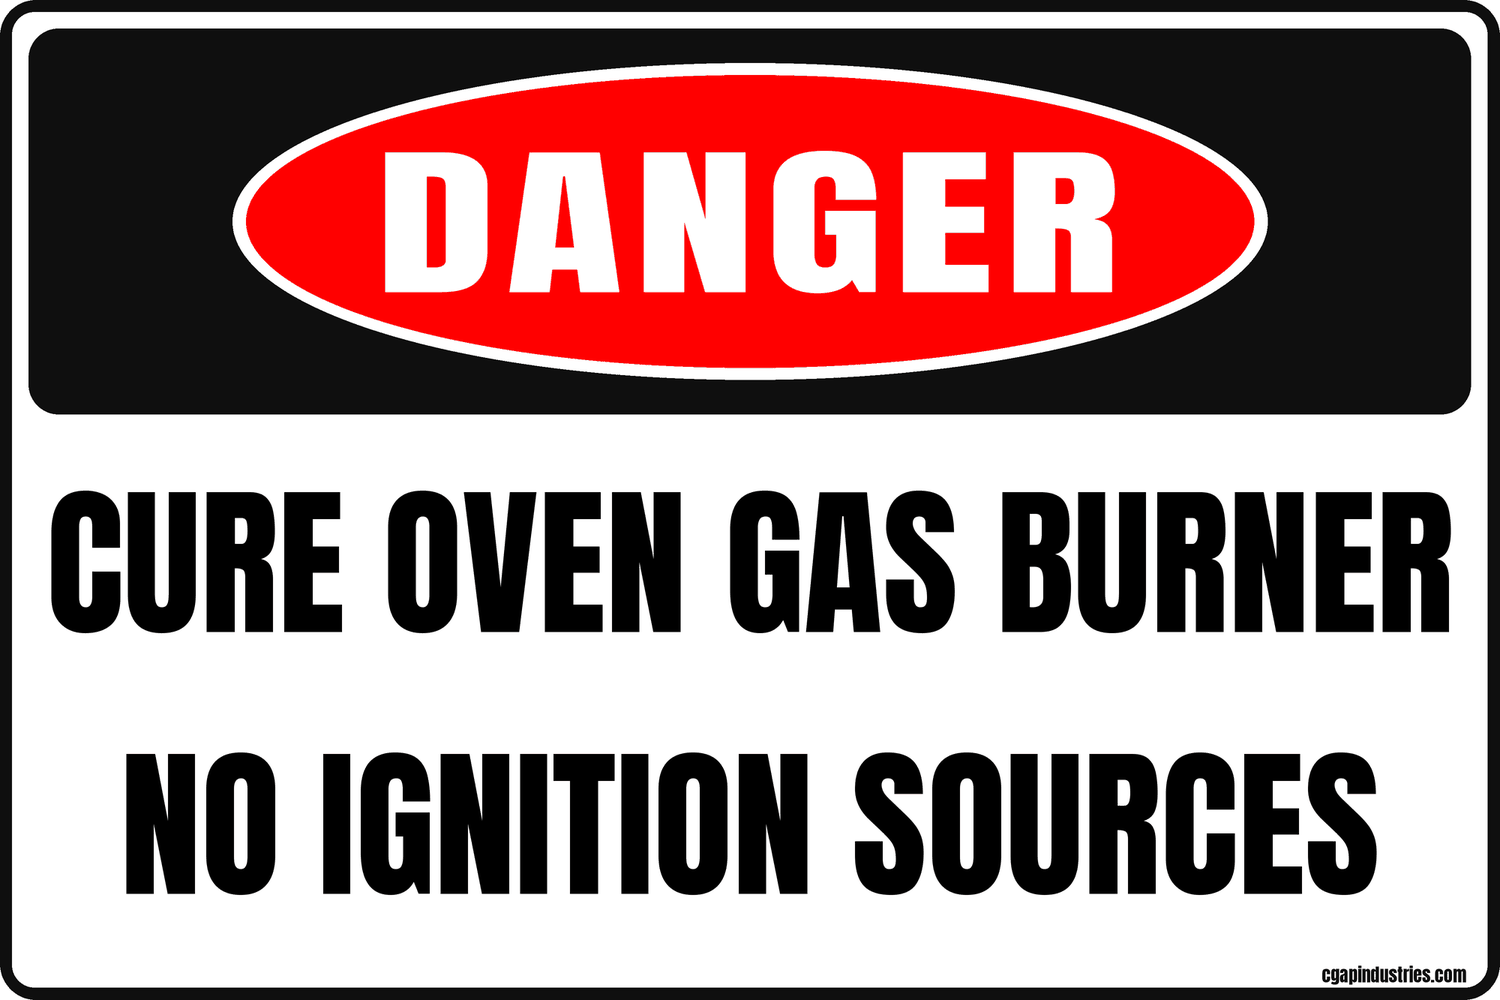 DANGER
CURE OVEN GAS BURNER
NO IGNITION SOURCES
cgapindustries.com